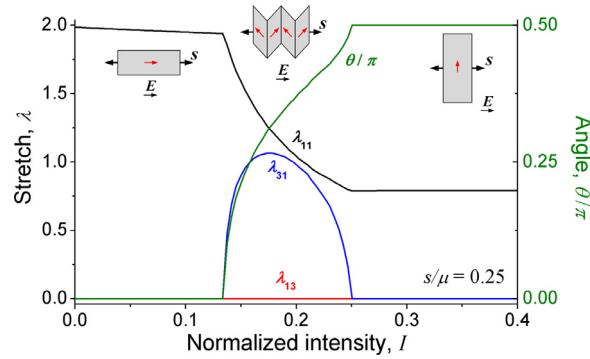 2.0
1.5
1.0
0.5
0.0
Stretch, λ
s
E
s
E
s
E
θ/π
λ11
λ31
λ13
s/μ = 0.25
0.50
0.25
0.00
Angle, θ/π
0.0 0.1 0.2 0.3 0.4
Normalized intensity, I